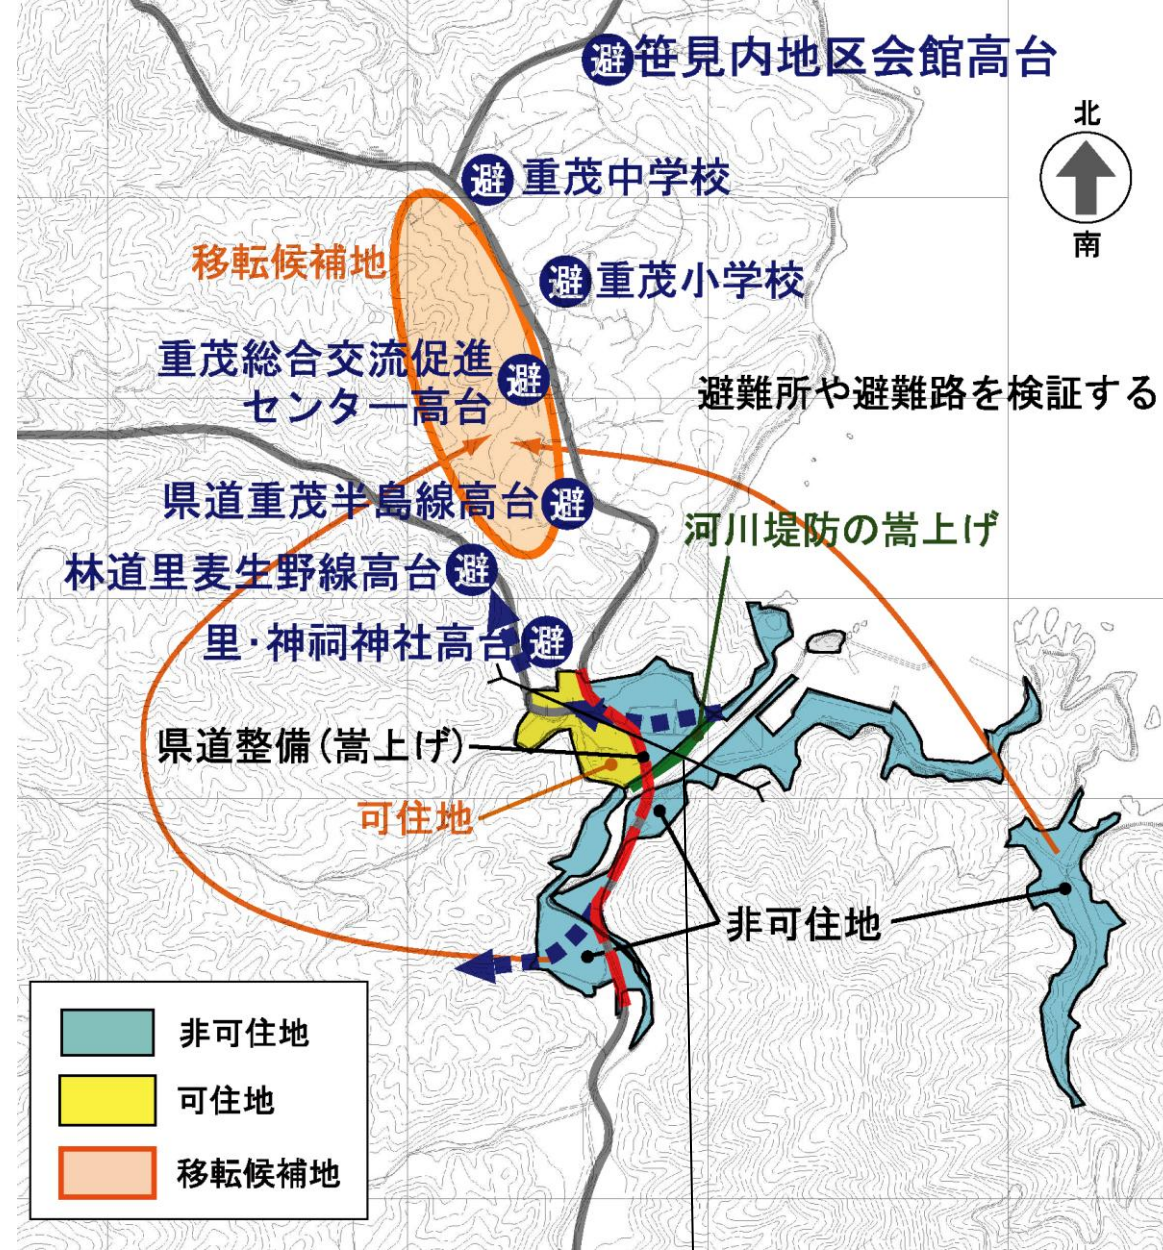 避笹見内地区会館高台
北
南
避重茂中学校
移転候補地
避重茂小学校
重茂総合交流促進
センター高台
避
避難所や避難路を検証する
県道重茂半島線高台避
河川堤防の嵩上げ
林道里麦生野線高台避
里・神祠神社高台避
県道整備(嵩上げ)
可住地
非可住地
非可住地
可住地
移転候補地